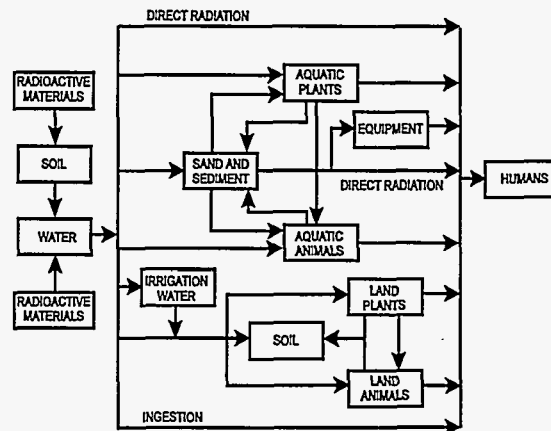 DIRECT RADIATION
RADIOACTIVE
MATERIALS
SOIL
WATER
RADIOACTIVE
MATERIALS
AQUATIC
PLANTS
EQUIPMENT
SAND AND
SEDIMENT
DIRECT RADIATION
HUMANS
AQUATIC
ANIMALS
IRRIGATION
WATER
LAND
PLANTS
SOIL
LAND
ANIMALS
INGESTION